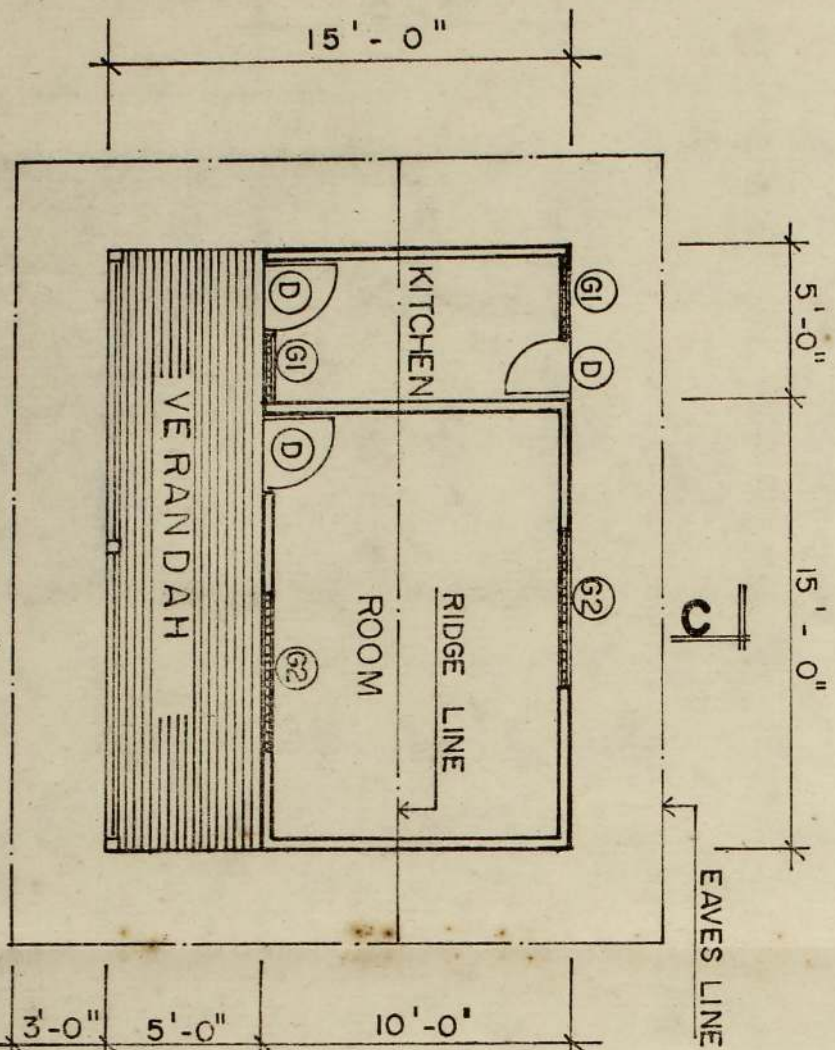 15'-0"
5'-0"
15'-0"
G1
D
G2
C
KITCHEN
D
G1
D
ROOM
G2
RIDGE LINE
EAVES LINE
VERANDAH
3'-0"
5'-0"
10'-0"